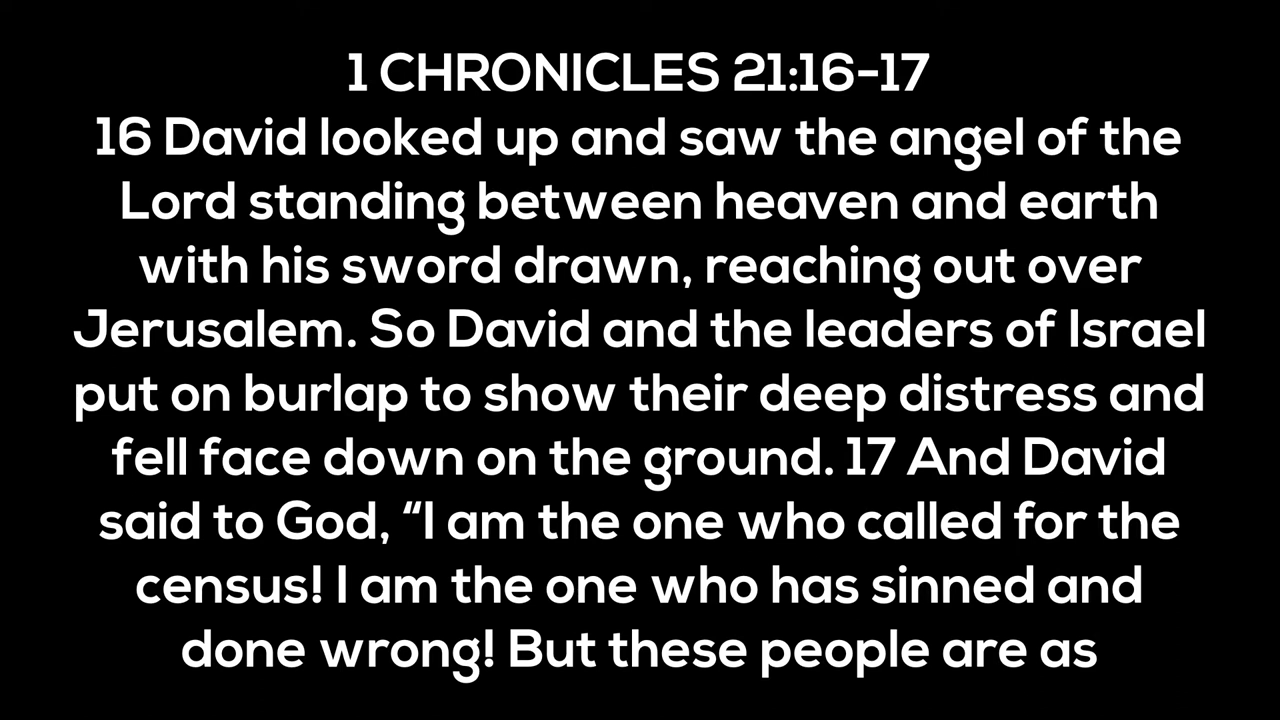 1 CHRONICLES 21:16-17
16 David looked up and saw the angel of the
Lord standing between heaven and earth
with his sword drawn, reaching out over
Jerusalem. So David and the leaders of Israel
put on burlap to show their deep distress and
fell face down on the ground. 17 And David
said to God, “I am the one who called for the
census! I am the one who has sinned and
done wrong! But these people are as